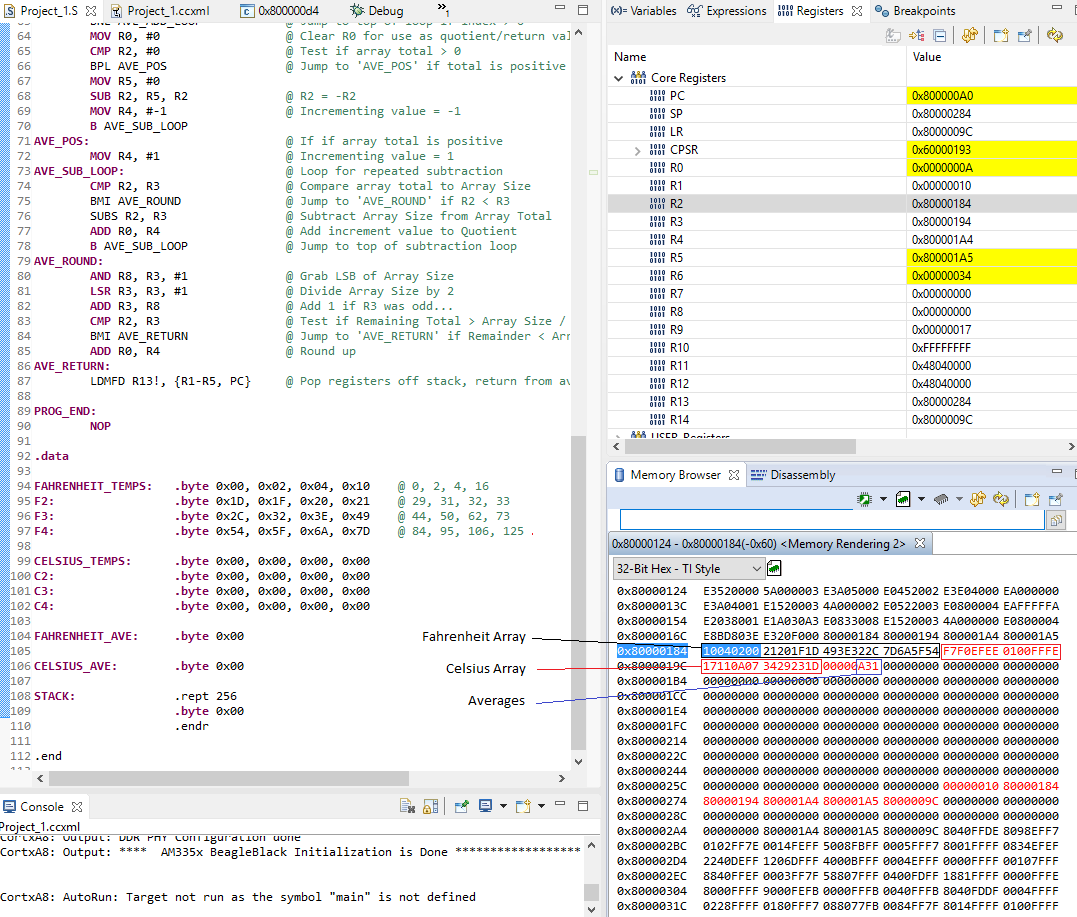 Project_1.S
Project_1.ccxml
0x800000d4
Debug
1
64 MOV R0, #0 @ Clear R0 for use as quotient/return val
65 CMP R2, #0 @ Test if array total > 0
66 BPL AVE_POS @ Jump to 'AVE_POS' if total is positive
67 MOV R5, #0
68 SUB R2, R5, R2 @ R2 = -R2
69 MOV R4, #-1 @ Incrementing value = -1
70 B AVE_SUB_LOOP
71 AVE_POS: @ If if array total is positive
72 MOV R4, #1 @ Incrementing value = 1
73 AVE_SUB_LOOP: @ Loop for repeated subtraction
74 CMP R2, R3 @ Compare array total to Array Size
75 BMI AVE_ROUND @ Jump to 'AVE_ROUND' if R2 < R3
76 SUBS R2, R3 @ Subtract Array Size from Array Total
77 ADD R0, R4 @ Add increment value to Quotient
78 B AVE_SUB_LOOP @ Jump to top of subtraction loop
79 AVE_ROUND:
80 AND R8, R3, #1 @ Grab LSB of Array Size
81 LSR R3, R3, #1 @ Divide Array Size by 2
82 ADD R3, R8 @ Add 1 if R3 was odd...
83 CMP R2, R3 @ Test if Remaining Total > Array Size /
84 BMI AVE_RETURN @ Jump to 'AVE_RETURN' if Remainder < Arr
85 ADD R0, R4 @ Round up
86 AVE_RETURN:
87 LDMFD R13!, {R1-R5, PC} @ Pop registers off stack, return from av
88
89 PROG_END:
90 NOP
91
92 .data
93
94 FAHRENHEIT_TEMPS: .byte 0x00, 0x02, 0x04, 0x10 @ 0, 2, 4, 16
95 F2: .byte 0x1D, 0x1F, 0x20, 0x21 @ 29, 31, 32, 33
96 F3: .byte 0x2C, 0x32, 0x3E, 0x49 @ 44, 50, 62, 73
97 F4: .byte 0x54, 0x5F, 0x6A, 0x7D @ 84, 95, 106, 125 .
98
99 CELSIUS_TEMPS: .byte 0x00, 0x00, 0x00, 0x00
100 C2: .byte 0x00, 0x00, 0x00, 0x00
101 C3: .byte 0x00, 0x00, 0x00, 0x00
102 C4: .byte 0x00, 0x00, 0x00, 0x00
103
104 FAHRENHEIT_AVE: .byte 0x00
105
106 CELSIUS_AVE: .byte 0x00
107
108 STACK: .rept 256
109 .byte 0x00
110 .endr
111
112 .end
Fahrenheit Array
Celsius Array
Averages
Console
Project_1.ccxml
CortxA8: Output: DDR PHY Configuration done
CortxA8: Output: **** AM335x BeagleBlack Initialization is Done ******************
CortxA8: AutoRun: Target not run as the symbol "main" is not defined
(x)= Variables
Expressions
Registers
Breakpoints
Name Value
Core Registers
PC 0x800000A0
SP 0x80000284
LR 0x8000009C
CPSR 0x60000193
R0 0x0000000A
R1 0x00000010
R2 0x80000184
R3 0x80000194
R4 0x800001A4
R5 0x800001A5
R6 0x00000034
R7 0x00000000
R8 0x00000000
R9 0x00000017
R10 0xFFFFFFFF
R11 0x48040000
R12 0x48040000
R13 0x80000284
R14 0x8000009C
USER Registers
Memory Browser
Disassembly
0x80000124 - 0x80000184(-0x60) <Memory Rendering 2>
32-Bit Hex - TI Style
0x80000124 E3520000 5A000003 E3A05000 E0452002 E3E04000 EA000000
0x8000013C E3A04001 E1520003 4A000002 E0522003 E0800004 EAFFFFFA
0x80000154 E2038001 E1A030A3 E0833008 E1520003 4A000000 E0800004
0x8000016C E8BD803E E320F000 80000184 80000194 800001A4 800001A5
0x80000184 10040200 21201F1D 493E322C 7D6A5F54 F7F0EFEE 0100FFFE
0x8000019C 17110A07 3429231D 00000A31 00000000 00000000 00000000
0x800001B4 00000000 00000000 00000000 00000000 00000000 00000000
0x800001CC 00000000 00000000 00000000 00000000 00000000 00000000
0x800001E4 00000000 00000000 00000000 00000000 00000000 00000000
0x800001FC 00000000 00000000 00000000 00000000 00000000 00000000
0x80000214 00000000 00000000 00000000 00000000 00000000 00000000
0x8000022C 00000000 00000000 00000000 00000000 00000000 00000000
0x80000244 00000000 00000000 00000000 00000000 00000000 00000000
0x8000025C 00000000 00000000 00000000 00000000 00000010 80000184
0x80000274 80000194 800001A4 800001A5 8000009C 00000000 00000000
0x8000028C 00000000 00000000 00000000 00000000 00000000 00000000
0x800002A4 00000000 800001A4 800001A5 8000009C 8040FFDE 8098EFF7
0x800002BC 0102FF7E 0014FEFF 5008FBFF 0005FFF7 8001FFFF 0834EFEF
0x800002D4 2240DEFF 1206DFFF 4000BFFF 0004EFFF 0000FFFF 00107FFF
0x800002EC 8840FFEF 0003FF7F 58807FFF 0400FDFF 1881FFFF 0000FFFE
0x80000304 8000FFFF 9000FEFB 0000FFFB 0040FFFB 8040FDDF 0004FFFF
0x8000031C 0228FFFF 0180FFF7 088077FB 0084FF7F 8014FFFF 0100FFFF